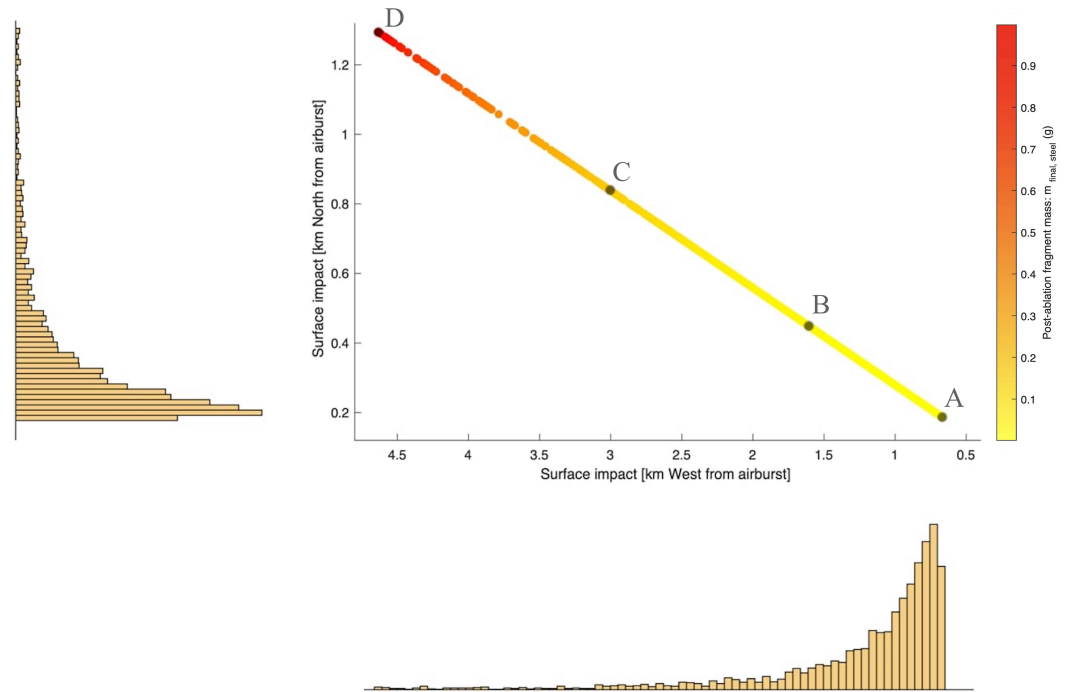 D
1.2
1
0.8
0.6
0.4
0.2
Surface impact [km North from airburst]
C
B
A
4.5 4 3.5 3 2.5 2 1.5 1 0.5
Surface impact [km West from airburst]
0.9
0.8
0.7
0.6
0.5
0.4
0.3
0.2
0.1
Post-ablation fragment mass: m final, steel (g)